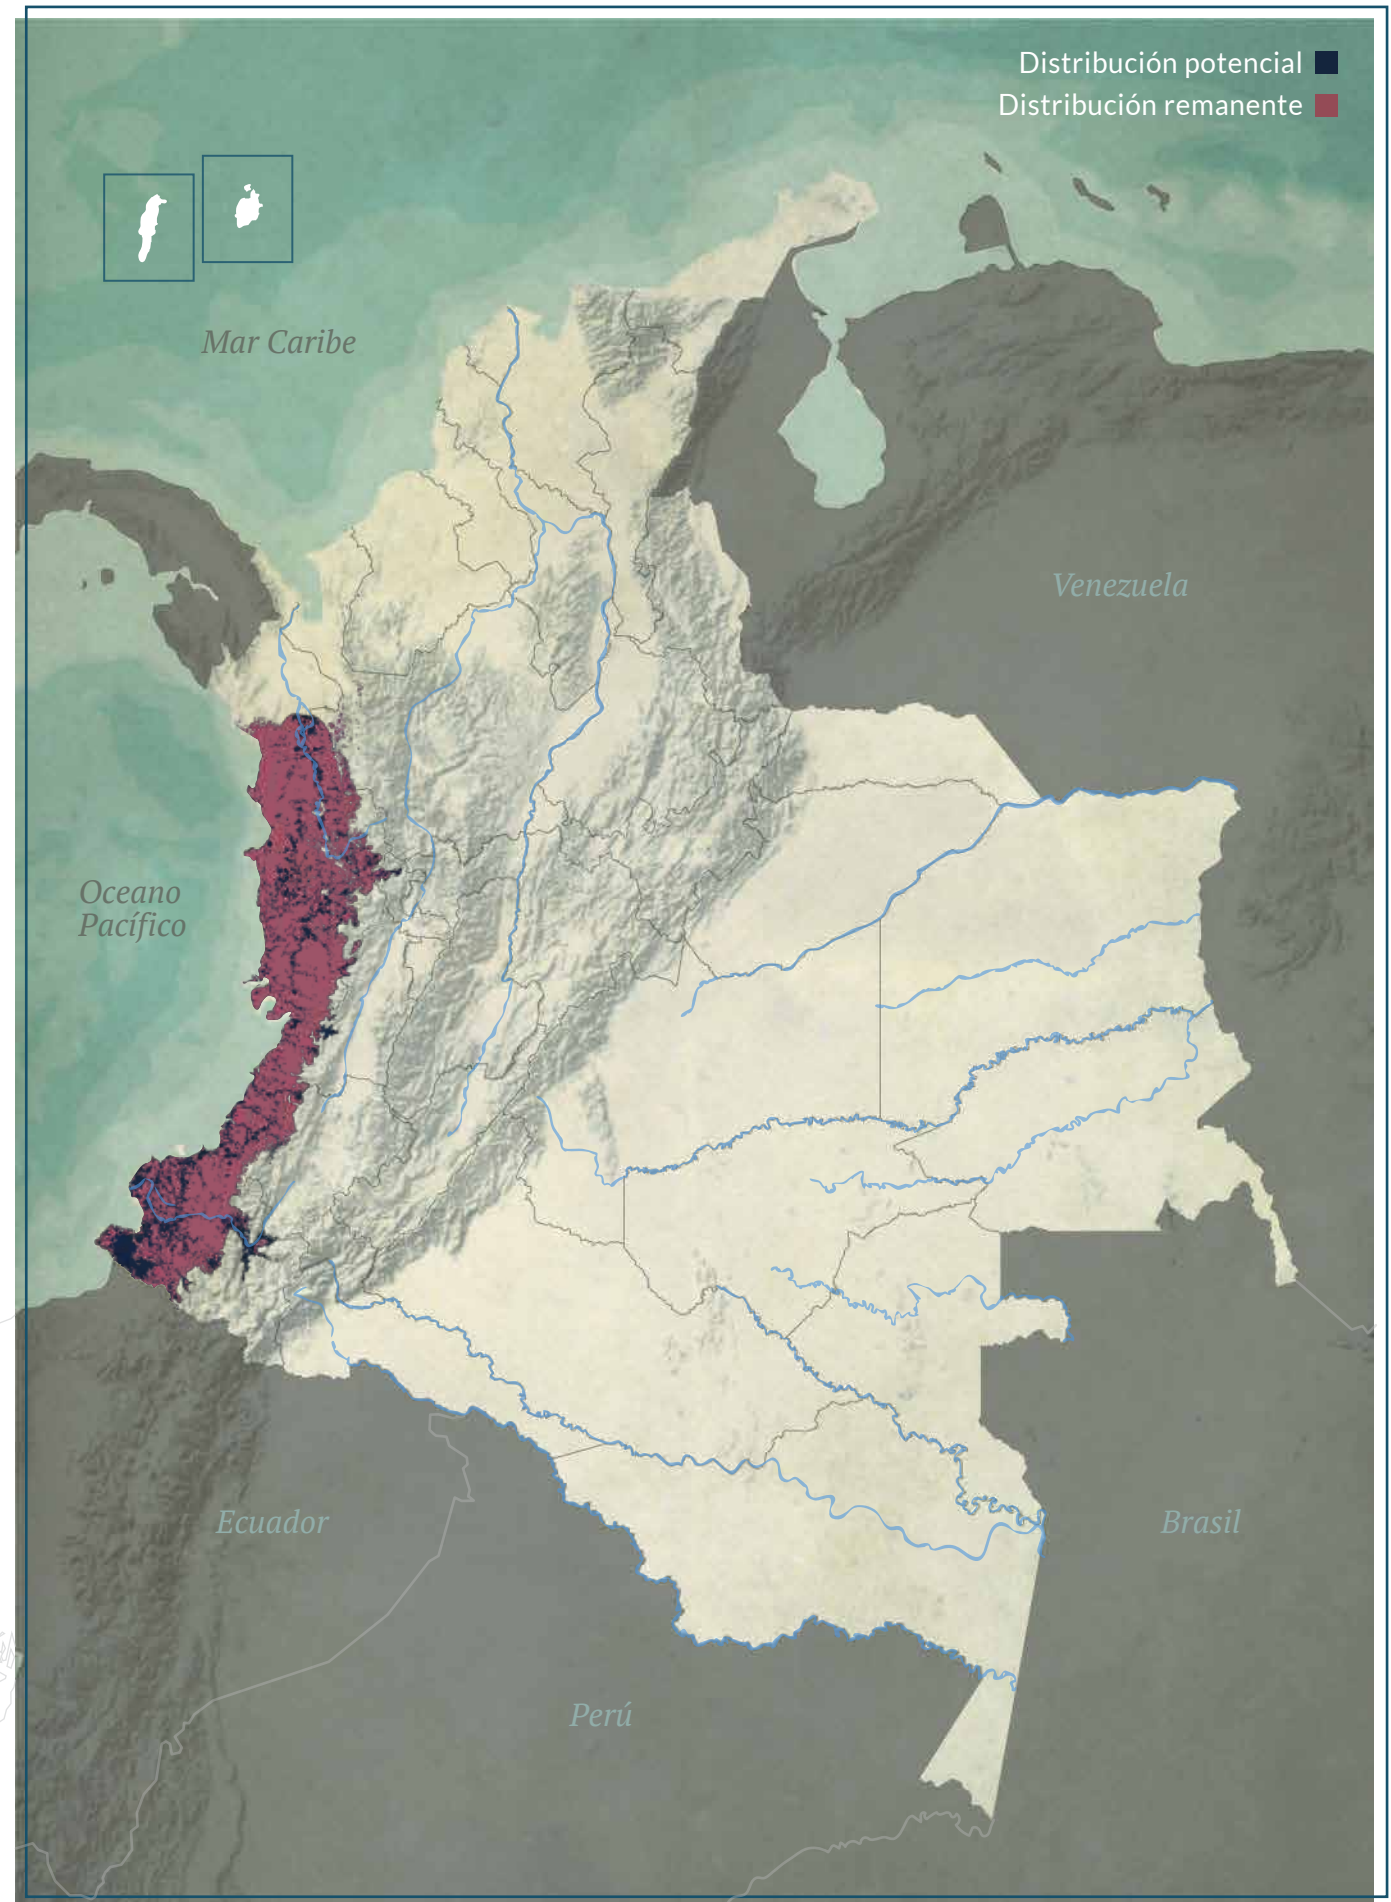 Distribución potencial
Distribución remanente
Mar Caribe
Venezuela
Oceano
Pacífico
Ecuador
Brasil
Perú